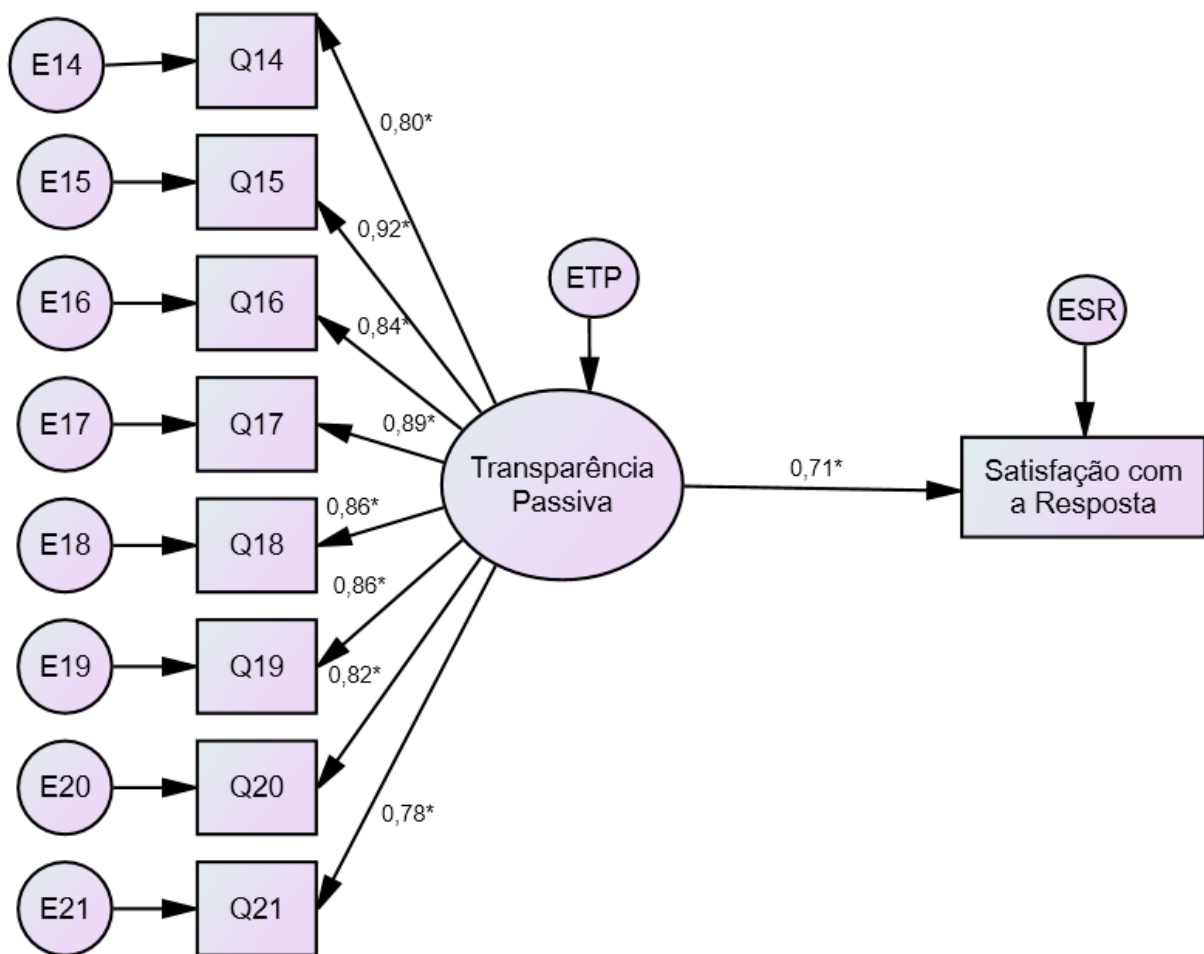 E14
Q14
0,80*
E15
Q15
0,92*
E16
Q16
0,84*
E17
Q17
0,89*
E18
Q18
0,86*
E19
Q19
0,86*
E20
Q20
0,82*
E21
Q21
0,78*
ETP
Transparência
Passiva
0,71*
ESR
Satisfação com
a Resposta